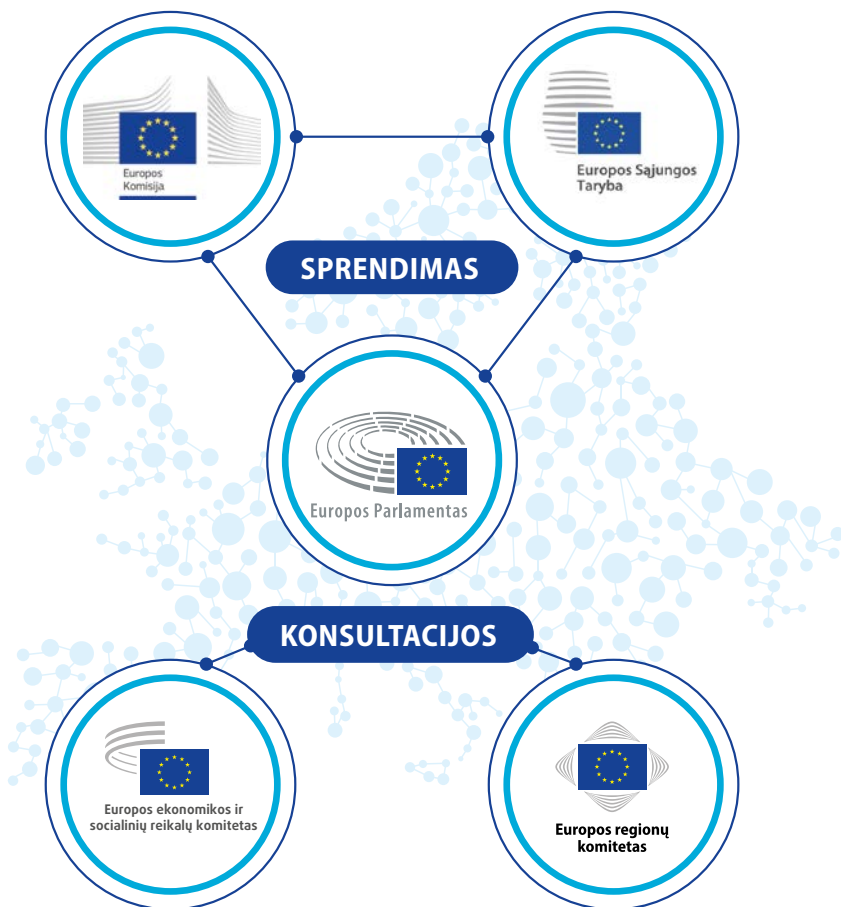 Europos
Komisija
Europos Sąjungos
Taryba
SPRENDIMAS
Europos Parlamentas
KONSULTACIJOS
Europos ekonomikos ir
socialinių reikalų komitetas
Europos regionų
komitetas